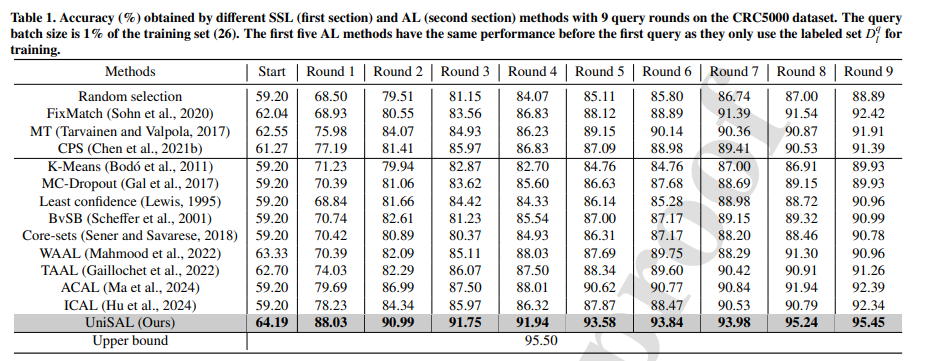 Table 1. Accuracy (%) obtained by different SSL (first section) and AL (second section) methods with 9 query rounds on the CRC5000 dataset. The query
batch size is 1% of the training set (26). The first five AL methods have the same performance before the first query as they only use the labeled set D_l^q for
training.
Methods Start Round 1 Round 2 Round 3 Round 4 Round 5 Round 6 Round 7 Round 8 Round 9
Random selection 59.20 68.50 79.51 81.15 84.07 85.11 85.80 86.74 87.00 88.89
FixMatch (Sohn et al., 2020) 62.04 68.93 80.55 83.56 86.83 88.12 88.89 91.39 91.54 92.42
MT (Tarvainen and Valpola, 2017) 62.55 75.98 84.07 84.93 86.23 89.15 90.14 90.36 90.87 91.91
CPS (Chen et al., 2021b) 61.27 77.19 81.41 85.97 86.83 87.09 88.98 89.41 90.53 91.39
K-Means (Bodó et al., 2011) 59.20 71.23 79.94 82.87 82.70 84.76 84.76 87.00 86.91 89.93
MC-Dropout (Gal et al., 2017) 59.20 70.39 81.06 83.62 85.60 86.63 87.68 88.69 89.15 89.93
Least confidence (Lewis, 1995) 59.20 68.84 81.66 84.42 84.33 86.14 85.28 88.98 88.72 90.96
BvSB (Scheffer et al., 2001) 59.20 70.74 82.61 81.23 85.54 87.00 87.17 89.15 89.32 90.99
Core-sets (Sener and Savarese, 2018) 59.20 70.42 80.89 80.37 84.93 86.31 87.17 88.20 88.46 90.78
WAAL (Mahmood et al., 2022) 63.33 70.39 82.09 85.11 88.03 87.69 89.75 88.29 91.30 90.96
TAAL (Gaillochet et al., 2022) 62.70 74.03 82.29 86.07 87.50 88.34 89.60 90.42 90.91 91.26
ACAL (Ma et al., 2024) 59.20 79.69 86.99 87.50 88.01 90.62 90.77 90.84 91.94 92.39
ICAL (Hu et al., 2024) 59.20 78.23 84.34 85.97 86.32 87.87 88.47 90.53 90.79 92.34
UniSAL (Ours) 64.19 88.03 90.99 91.75 91.94 93.58 93.84 93.98 95.24 95.45
Upper bound 95.50
proof